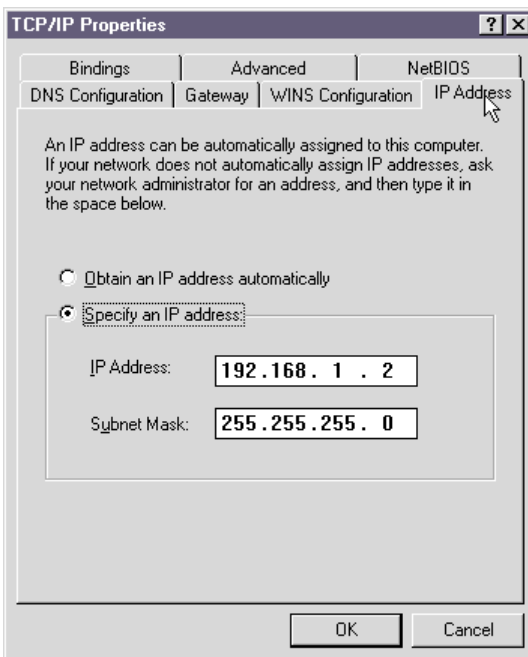 TCP/IP Properties
? ×
Bindings Advanced NetBIOS
DNS Configuration Gateway WINS Configuration IP Address
An IP address can be automatically assigned to this computer.
If your network does not automatically assign IP addresses, ask
your network administrator for an address, and then type it in
the space below.
Obtain an IP address automatically
Specify an IP address:
IP Address: 192.168. 1 . 2
Subnet Mask: 255.255.255. 0
OK Cancel